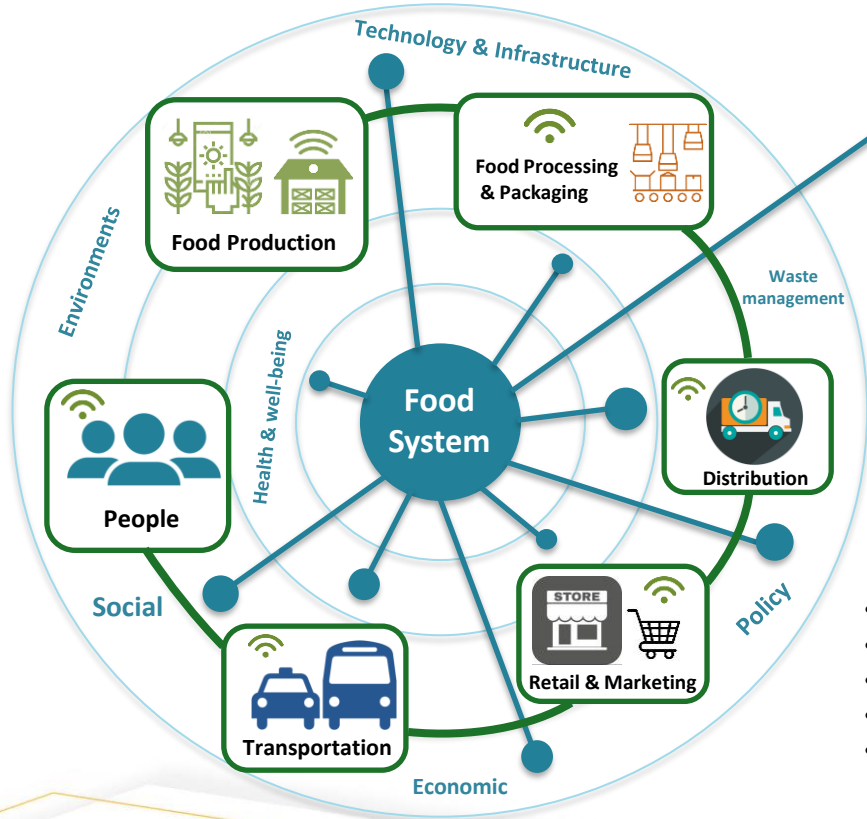 Technology & Infrastructure
Food Production
Food Processing
& Packaging
Environments
Waste
management
Health & well-being
Food
System
Distribution
People
Social
STORE
Retail & Marketing
Policy
Transportation
Economic